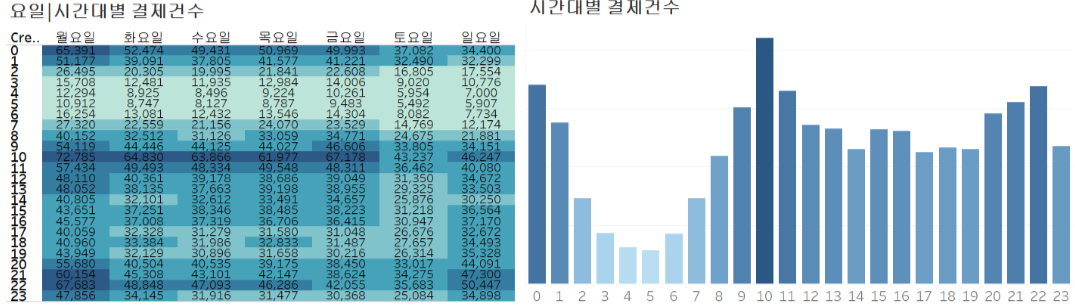 요일|시간대별 결제건수
Cre.. 월요일 화요일 수요일 목요일 금요일 토요일 일요일
0 65,391 52,474 49,431 50,969 49,993 37,082 34,400
1 51,177 39,091 37,805 41,577 41,221 32,490 32,299
2 26,495 20,305 19,995 21,841 22,608 16,805 17,554
3 15,708 12,481 11,935 12,984 14,006 9,020 10,776
4 12,294 8,925 8,496 9,224 10,261 5,954 7,000
5 10,912 8,747 8,127 8,787 9,483 5,492 5,907
6 16,254 13,081 12,432 13,546 14,304 8,082 7,734
7 27,320 22,559 21,156 24,070 23,529 14,769 12,174
8 40,152 32,512 31,126 33,059 34,771 24,675 21,881
9 54,119 44,446 44,125 44,027 46,606 33,805 34,151
10 72,785 64,830 63,866 61,977 67,178 43,237 46,247
11 57,434 49,493 48,334 49,548 48,311 36,462 40,080
12 48,110 40,361 39,178 38,686 39,049 31,350 34,672
13 48,052 38,135 37,663 39,198 38,955 29,325 33,503
14 40,805 32,101 32,612 33,491 34,657 25,876 30,250
15 43,651 37,251 38,346 38,485 38,223 31,218 36,564
16 45,577 37,008 37,319 36,706 36,415 30,947 37,170
17 40,059 32,328 31,279 31,580 31,048 26,676 32,672
18 40,960 33,384 31,986 32,833 31,487 27,657 34,493
19 43,949 32,129 30,896 31,658 30,216 26,314 35,328
20 55,680 40,504 40,535 39,175 38,450 33,017 44,091
21 60,154 45,308 43,101 42,147 38,624 34,275 47,300
22 67,683 48,848 47,093 46,286 42,055 35,683 50,447
23 47,856 34,145 31,916 31,477 30,368 25,084 34,898
시간대별 결제건수
0 1 2 3 4 5 6 7 8 9 10 11 12 13 14 15 16 17 18 19 20 21 22 23